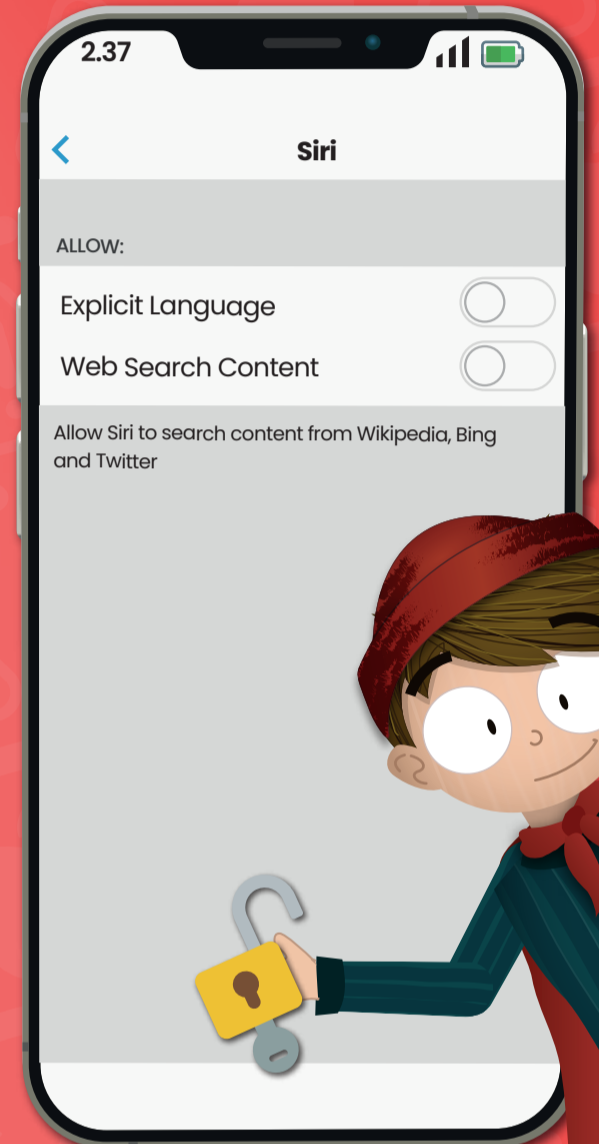 2.37
Siri
ALLOW:
Explicit Language
Web Search Content
Allow Siri to search content from Wikipedia, Bing
and Twitter